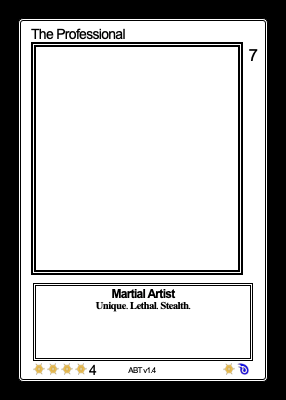 The Professional
7
Martial Artist
Unique. Lethal. Stealth.
4
ABT v1.4